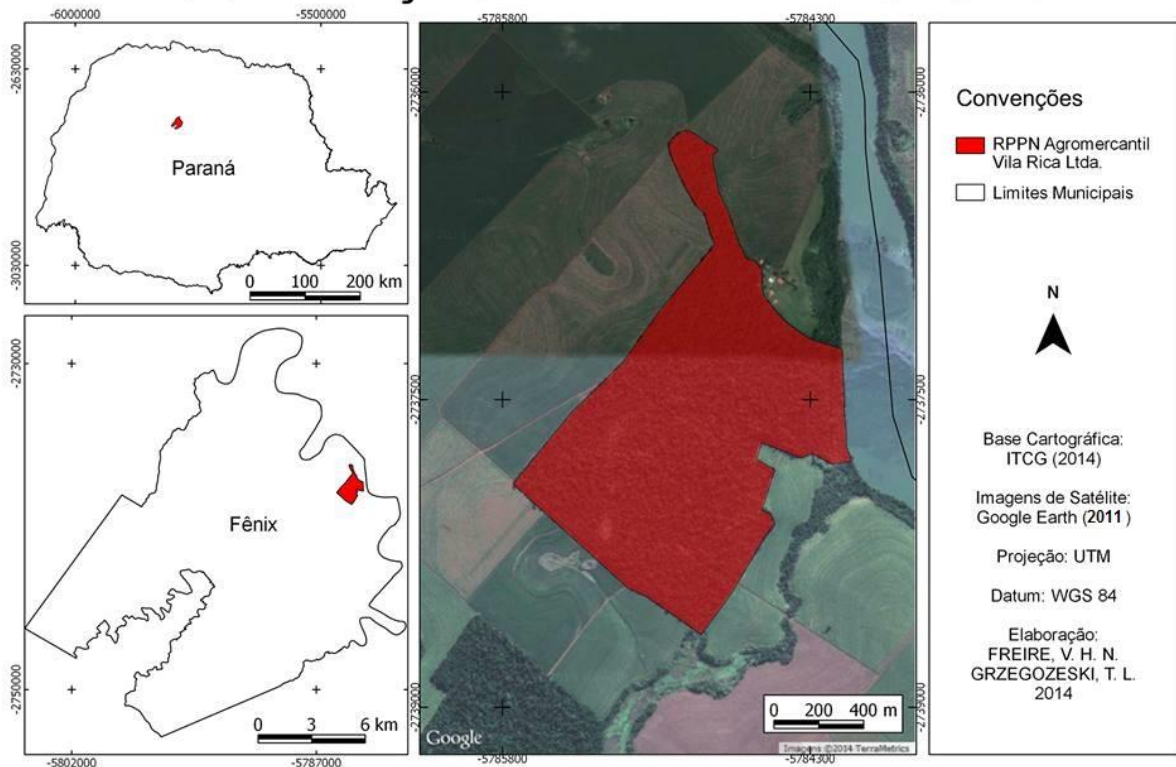 -6000000
-5500000
-2630000
-3030000
Paraná
0 100 200 km
-2730000
-2750000
Fênix
0 3 6 km
-5802000
-5787000
-5785800
-5784300
-2736000
-2737500
-2739000
-2736000
-2737500
-2739000
0 200 400 m
Google
Imagens ©2014 TerraMetrics
-5785800
-5784300
Convenções
RPPN Agromercantil
Vila Rica Ltda.
Limites Municipais
N
Base Cartográfica:
ITCG (2014)
Imagens de Satélite:
Google Earth (2011)
Projeção: UTM
Datum: WGS 84
Elaboração:
FREIRE, V. H. N.
GRZEGOZESKI, T. L.
2014